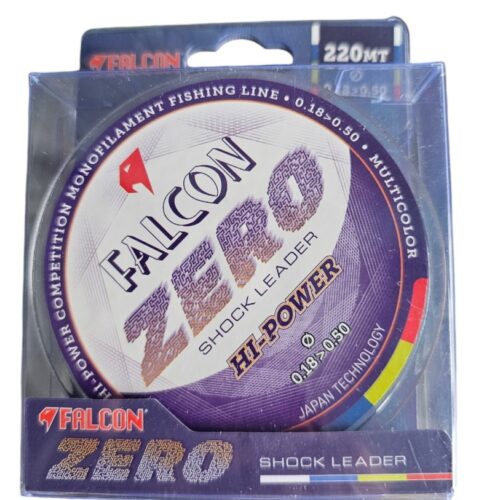 FALCON
220MT
Ø
0.18>0.50
HI-POWER COMPETITION MONOFILAMENT FISHING LINE • 0.18>0.50 • MULTICOLOR
FALCON
ZERO
SHOCK LEADER
HI-POWER
Ø
0.18>0.50
JAPAN TECHNOLOGY
FALCON®
ZERO
SHOCK LEADER